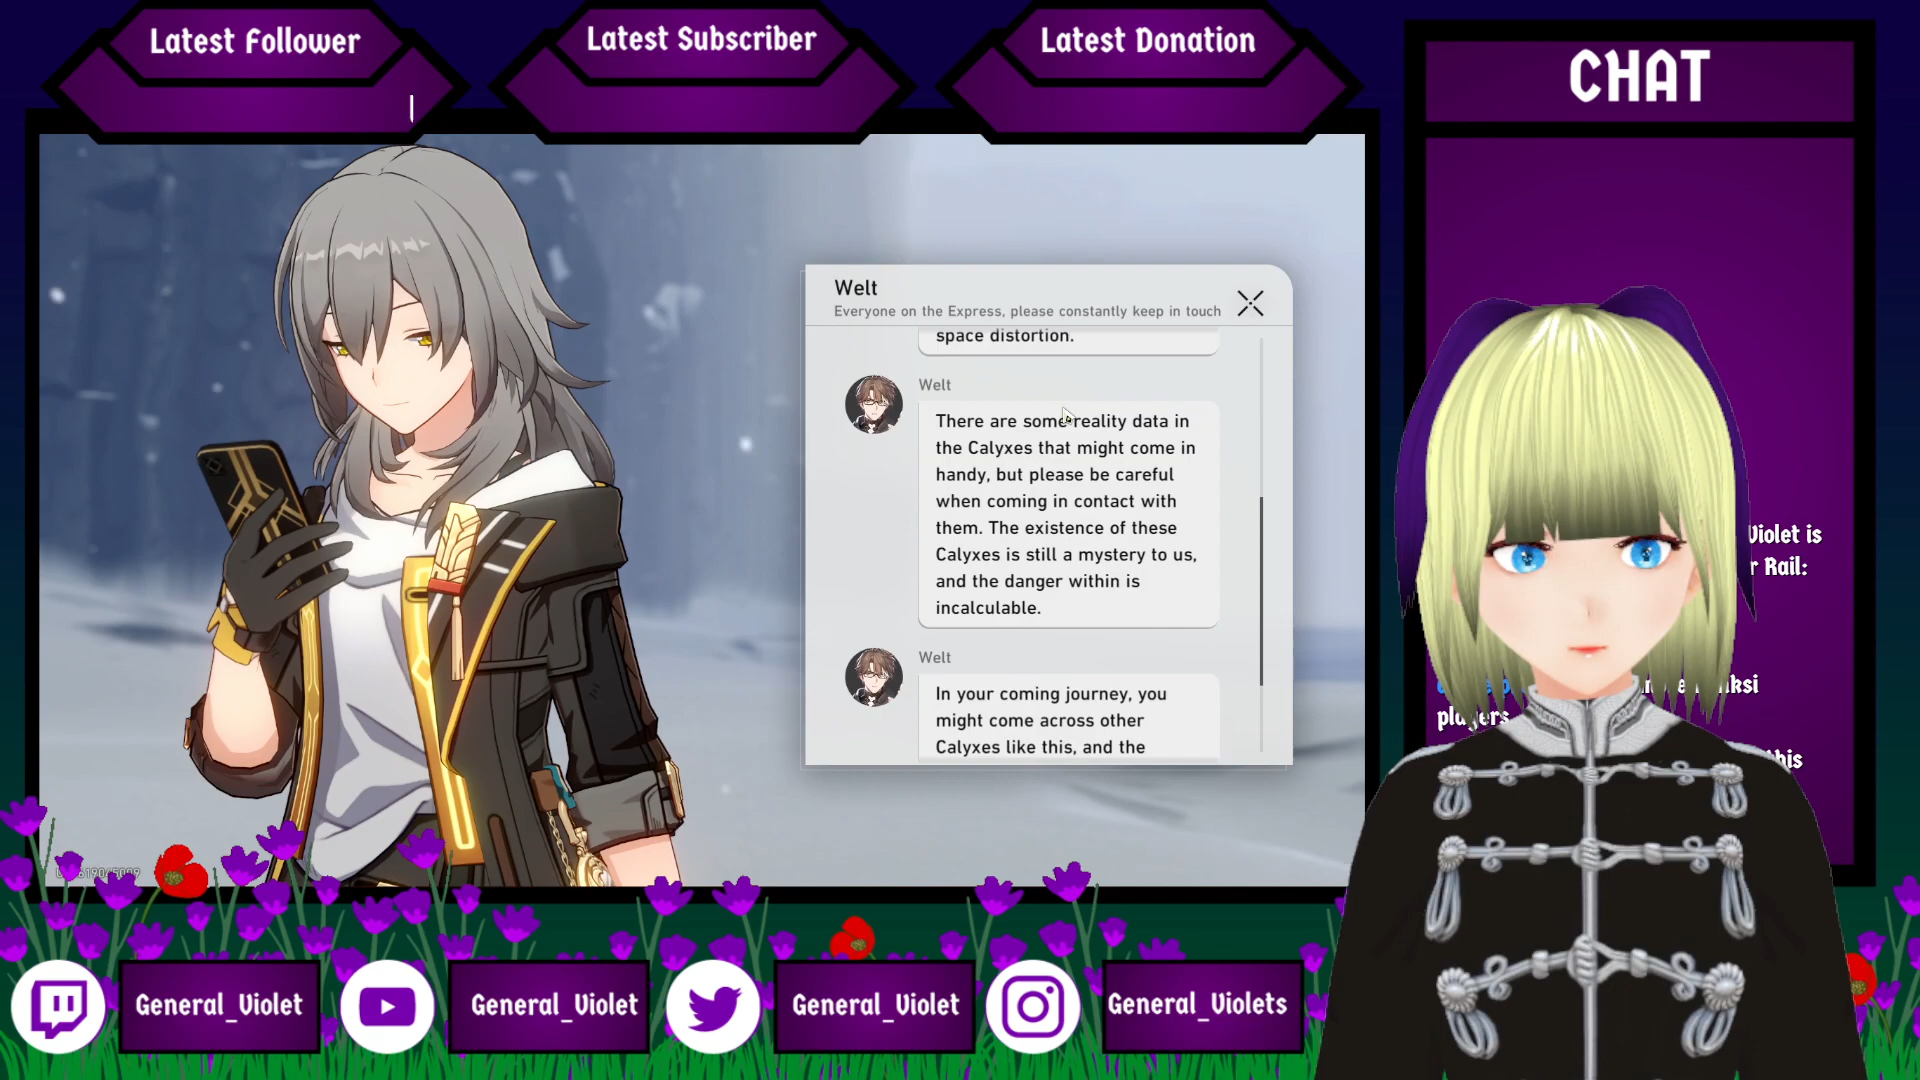 Latest Follower
Latest Subscriber
Latest Donation
CHAT
Welt
Everyone on the Express, please constantly keep in touch
space distortion.
Welt
There are some reality data in
the Calyxes that might come in
handy, but please be careful
when coming in contact with
them. The existence of these
Calyxes is still a mystery to us,
and the danger within is
incalculable.
Welt
In your coming journey, you
might come across other
Calyxes like this, and the
Violet is
Rail:
players
General_Violet
General_Violet
General_Violet
General_Violets